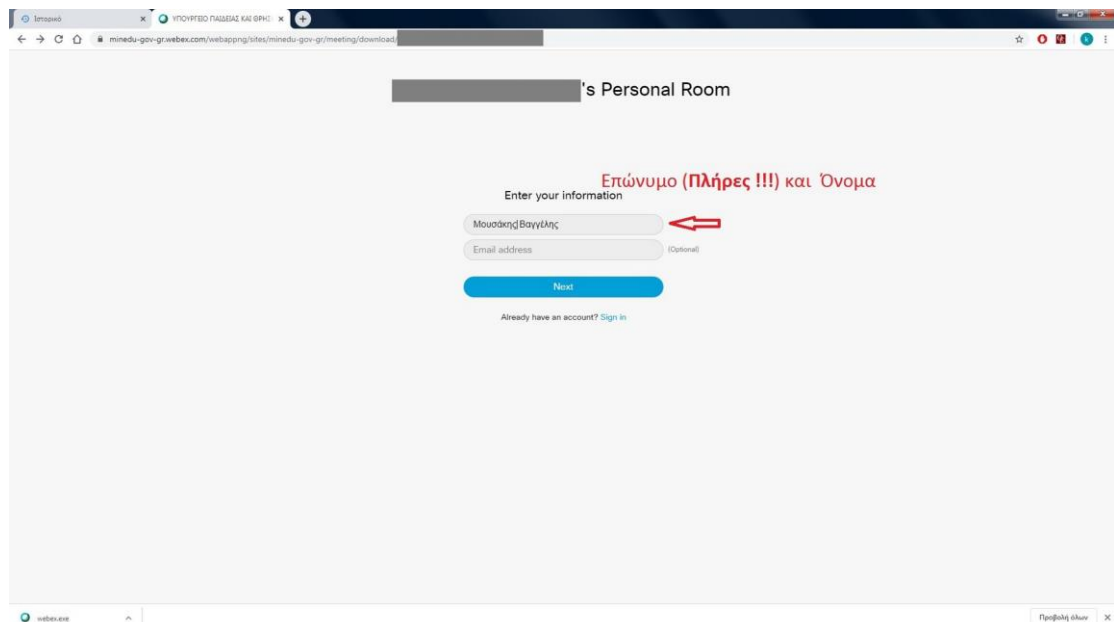 Ιστορικό
ΥΠΟΥΡΓΕΙΟ ΠΑΙΔΕΙΑΣ ΚΑΙ ΘΡΗΣ
minedu-gov-gr.webex.com/webappng/sites/minedu-gov-gr/meeting/download/
's Personal Room
Επώνυμο (Πλήρες !!!) και Όνομα
Enter your information
Μουσάκης Βαγγέλης
Email address
(Optional)
Next
Already have an account? Sign in
webex.exe
Προβολή όλων